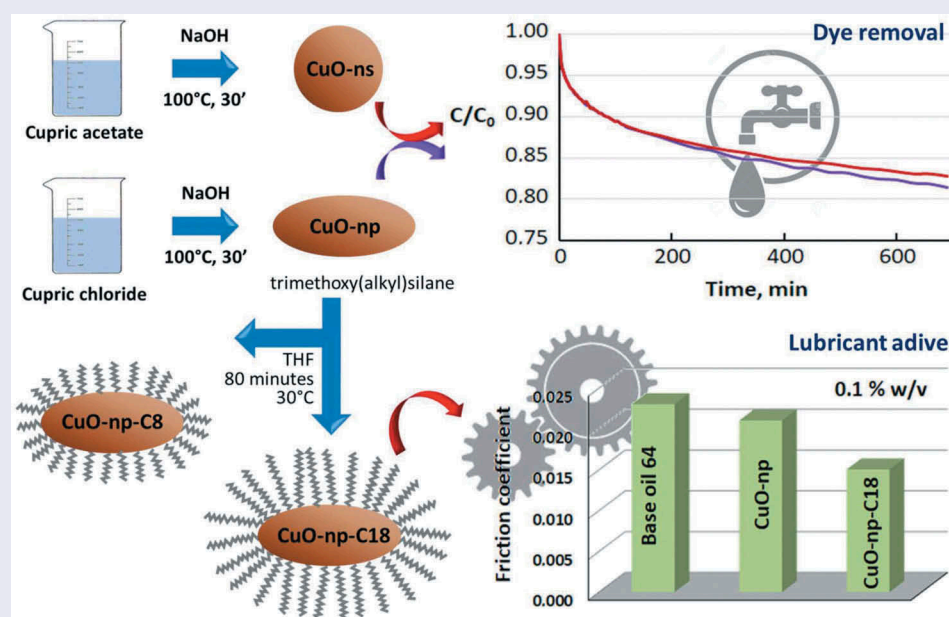 NaOH
100°C, 30’
Cupric acetate
CuO-ns
NaOH
100°C, 30’
Cupric chloride
CuO-np
trimethoxy(alkyl)silane
THF
80 minutes
30°C
CuO-np-C8
CuO-np-C18
Dye removal
C/C0
1.00
0.95
0.90
0.85
0.80
0.75
0
200
400
600
Time, min
Lubricant adive
0.1 % w/v
Friction coefficient
0.025
0.020
0.015
0.010
0.005
0.000
Base oil 64
CuO-np
CuO-np-C18